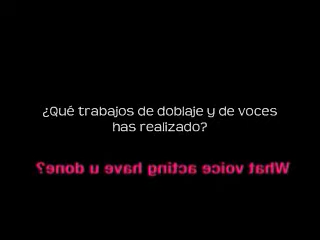 ¿Qué trabajos de doblaje y de voces
has realizado?
What voice acting have u done?